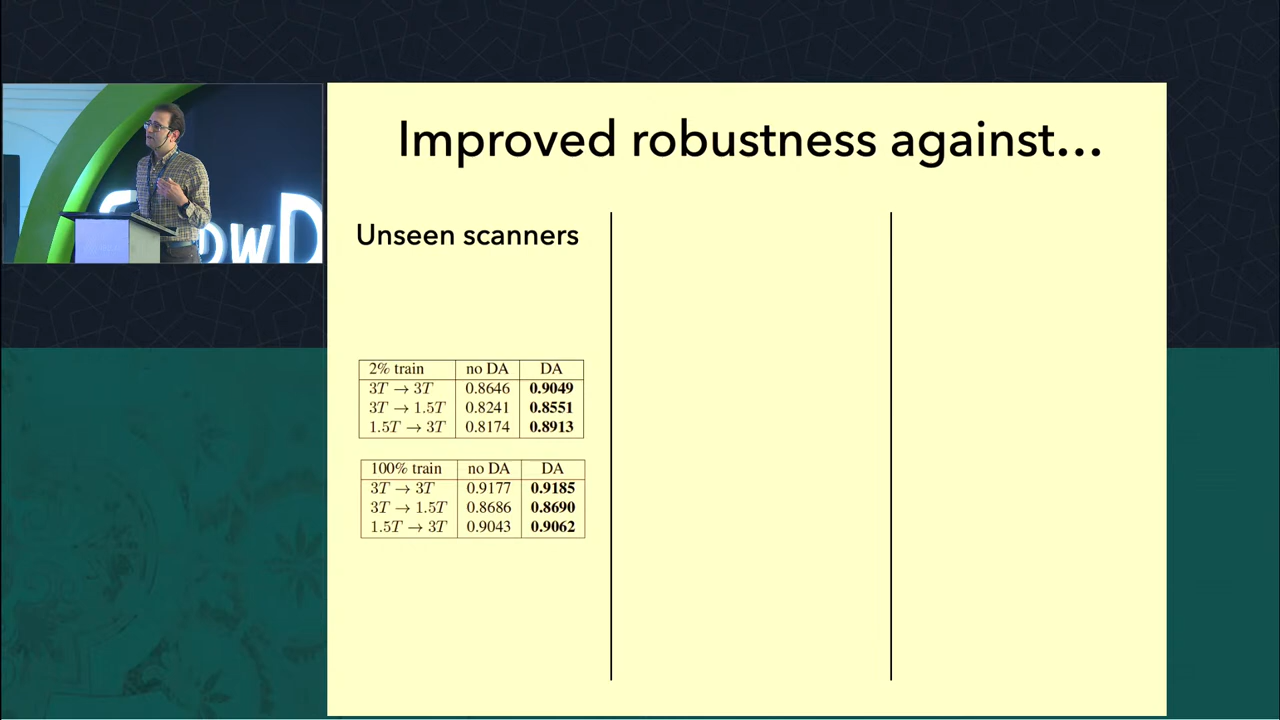 Improved robustness against...
Unseen scanners
2% train no DA DA
3T → 3T 0.8646 0.9049
3T → 1.5T 0.8241 0.8551
1.5T → 3T 0.8174 0.8913
100% train no DA DA
3T → 3T 0.9177 0.9185
3T → 1.5T 0.8686 0.8690
1.5T → 3T 0.9043 0.9062